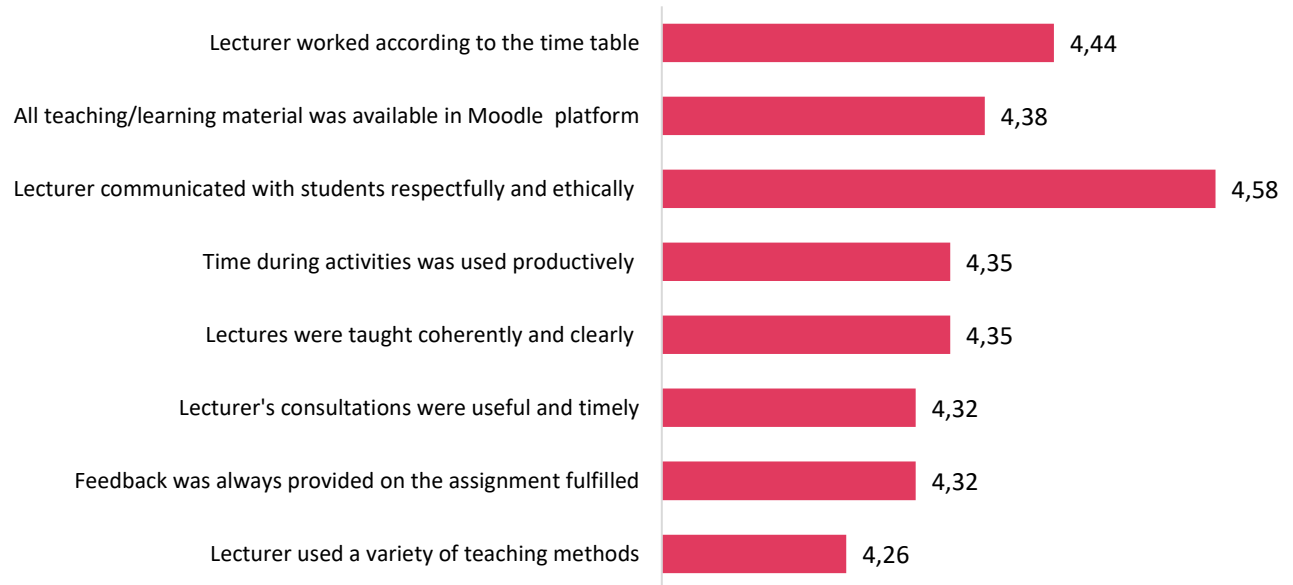 Lecturer worked according to the time table 4,44
All teaching/learning material was available in Moodle platform 4,38
Lecturer communicated with students respectfully and ethically 4,58
Time during activities was used productively 4,35
Lectures were taught coherently and clearly 4,35
Lecturer's consultations were useful and timely 4,32
Feedback was always provided on the assignment fulfilled 4,32
Lecturer used a variety of teaching methods 4,26